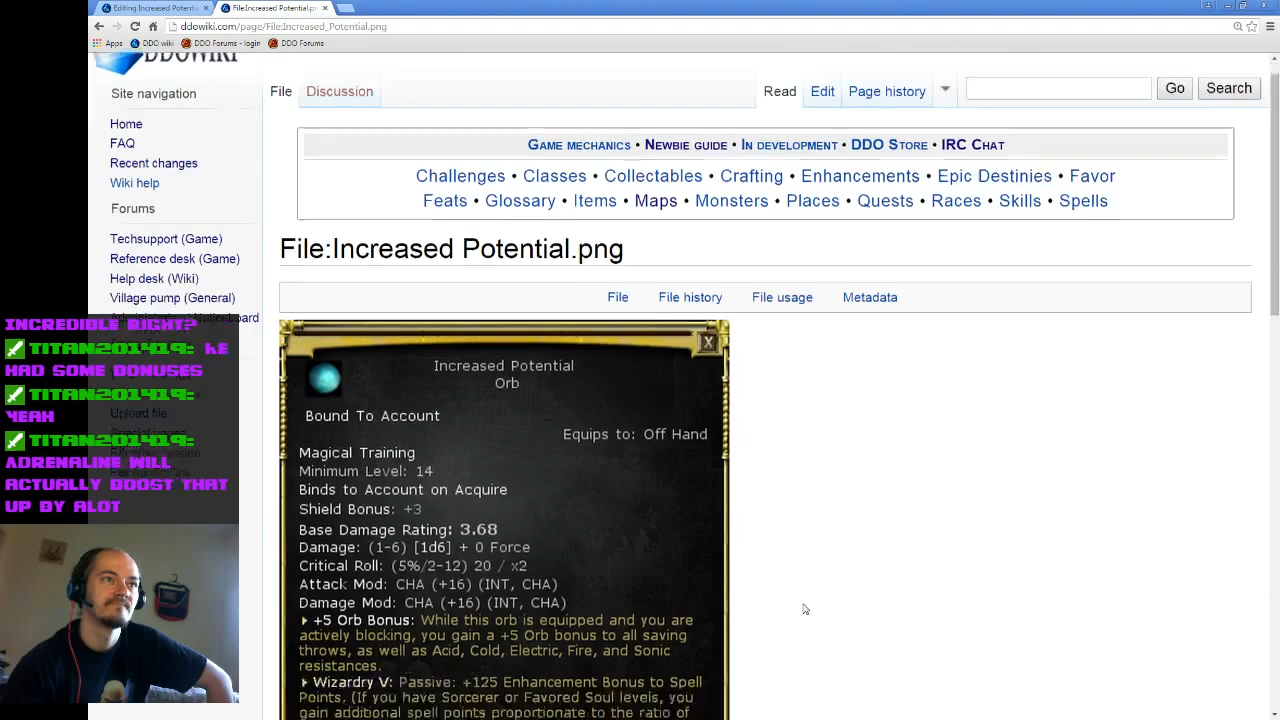 Editing Increased Potenti
File:Increased Potential.pn
ddowiki.com/page/File:Increased_Potential.png
Apps DDO wiki DDO Forums - login DDO Forums
DDOWIKI
Site navigation
Home
FAQ
Recent changes
Wiki help
Forums
Techsupport (Game)
Reference desk (Game)
Help desk (Wiki)
Village pump (General)
Upload file
File Discussion Read Edit Page history Go Search
Game mechanics • Newbie guide • In development • DDO Store • IRC Chat
Challenges • Classes • Collectables • Crafting • Enhancements • Epic Destinies • Favor
Feats • Glossary • Items • Maps • Monsters • Places • Quests • Races • Skills • Spells
File:Increased Potential.png
File File history File usage Metadata
X
Increased Potential
Orb
Bound To Account
Equips to: Off Hand
Magical Training
Minimum Level: 14
Binds to Account on Acquire
Shield Bonus: +3
Base Damage Rating: 3.68
Damage: (1-6) [1d6] + 0 Force
Critical Roll: (5%/2-12) 20 / x2
Attack Mod: CHA (+16) (INT, CHA)
Damage Mod: CHA (+16) (INT, CHA)
+5 Orb Bonus: While this orb is equipped and you are
actively blocking, you gain a +5 Orb bonus to all saving
throws, as well as Acid, Cold, Electric, Fire, and Sonic
resistances.
Wizardry V: Passive: +125 Enhancement Bonus to Spell
Points. (If you have Sorcerer or Favored Soul levels, you
gain additional spell points proportionate to the ratio of
INCREDIBLE RIGHT?
TITAN201419: HE
HAD SOME BONUSES
TITAN201419:
YEAH
TITAN201419:
ADRENALINE WILL
ACTUALLY BOOST THAT
UP BY ALOT